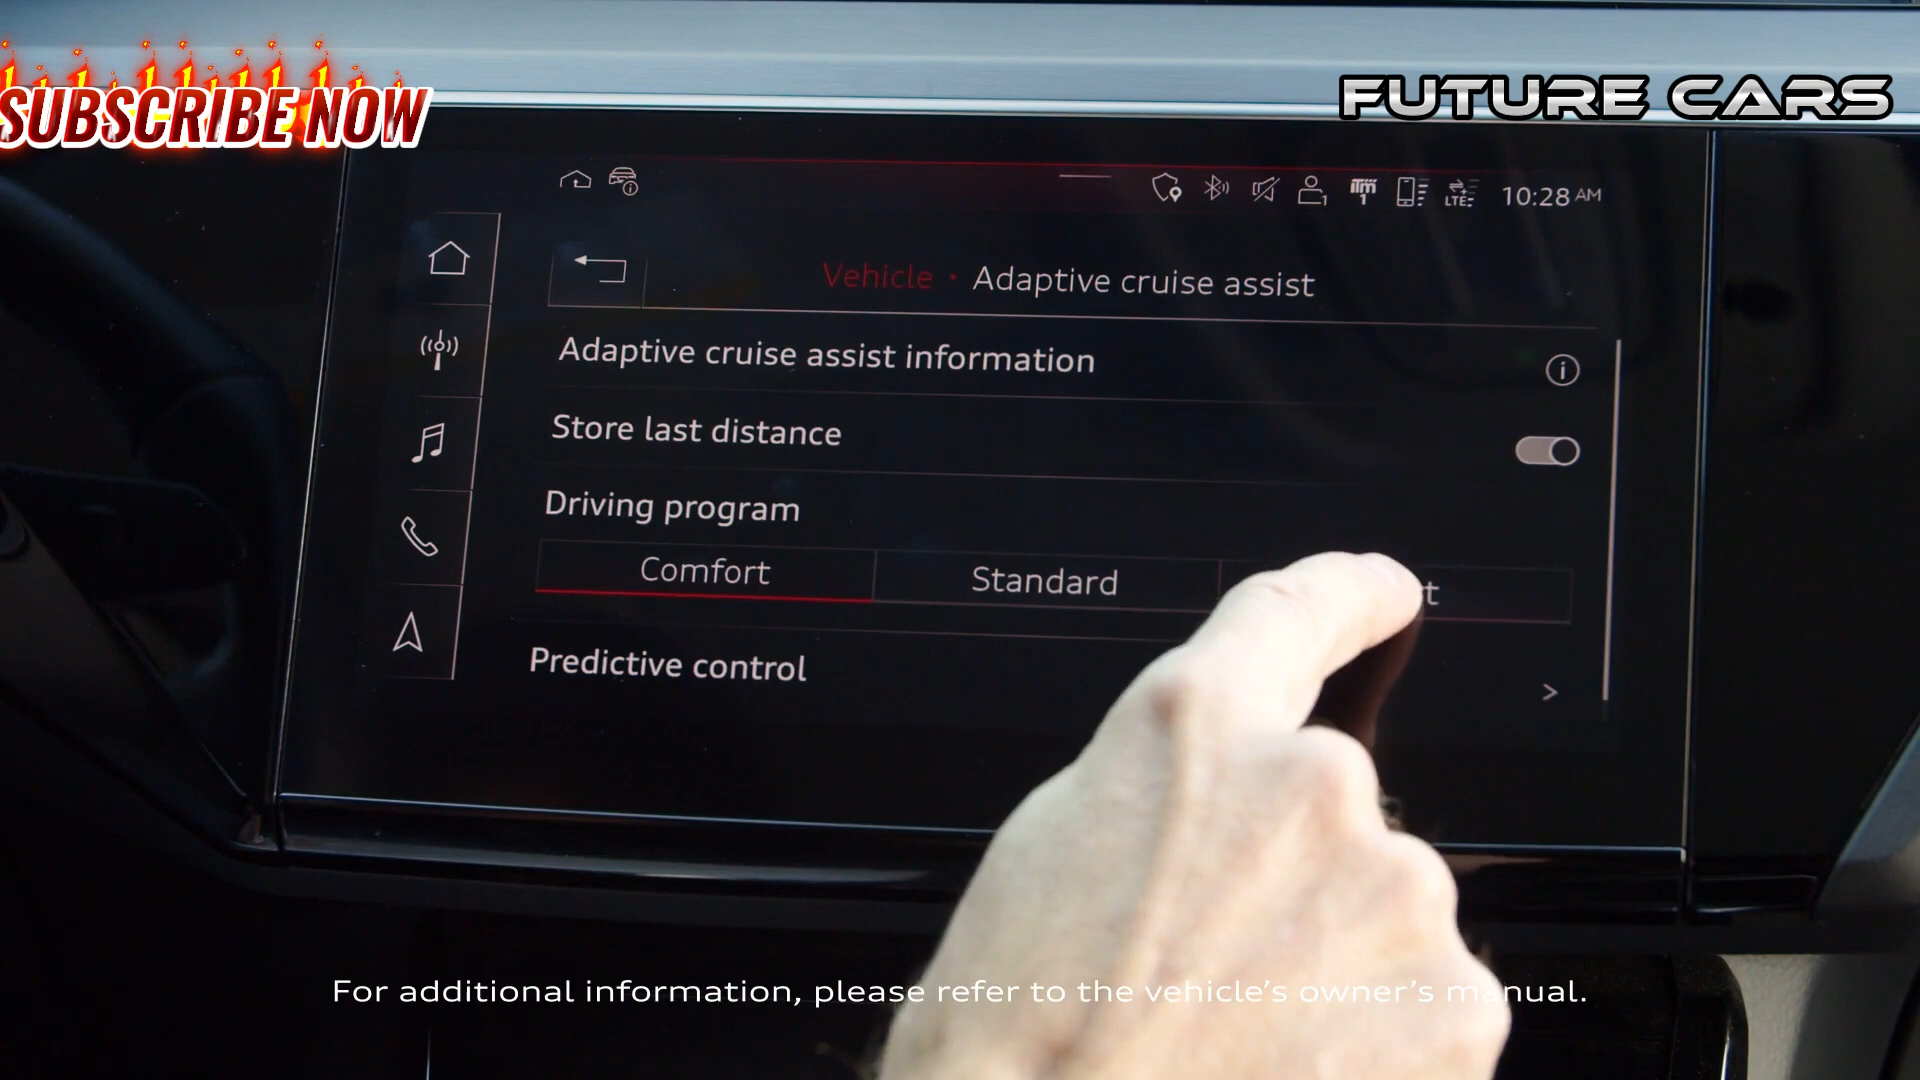 SUBSCRIBE NOW
FUTURE CARS
LTE
10:28 AM
Vehicle • Adaptive cruise assist
Adaptive cruise assist information
Store last distance
Driving program
Comfort
Standard
Predictive control
For additional information, please refer to the vehicle's owner's manual.